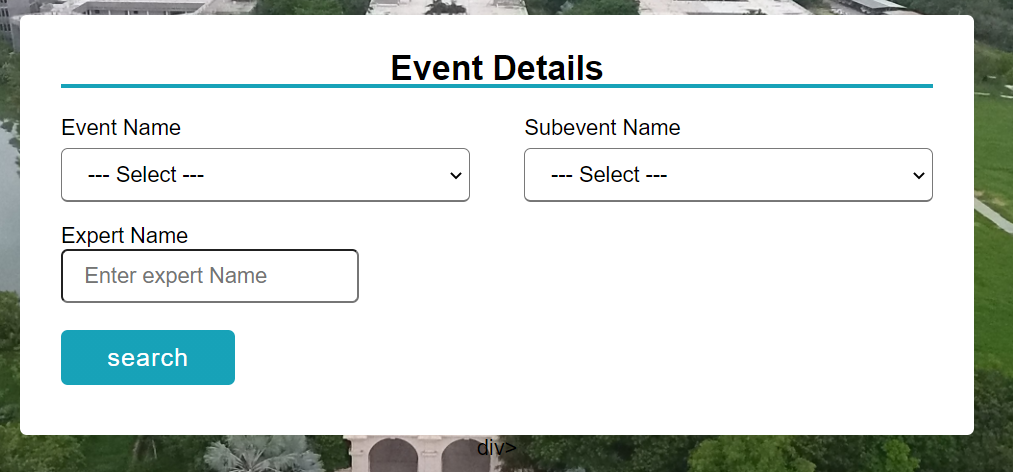 Event Details
Event Name
Subevent Name
--- Select ---
--- Select ---
Expert Name
Enter expert Name
search
div>